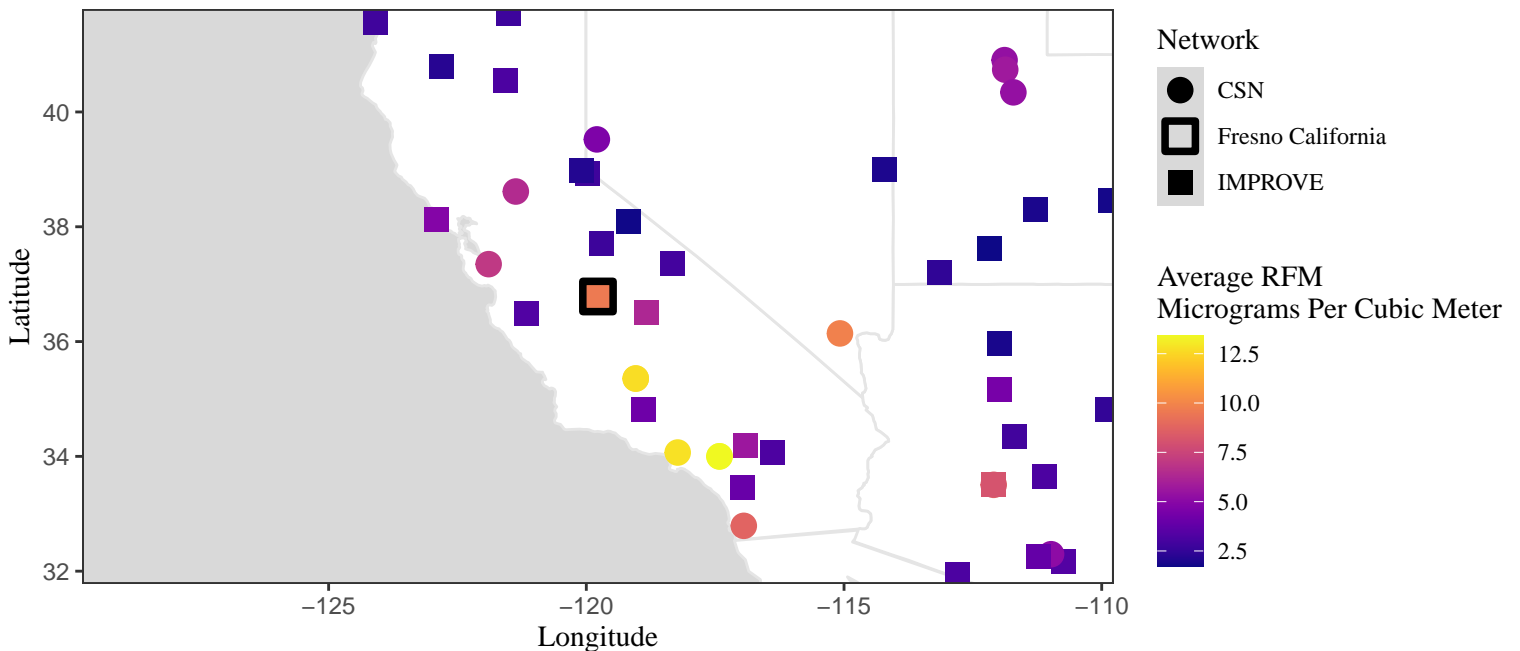 40
38
36
34
32
Latitude
−125
−120
−115
−110
Longitude
Network
CSN
Fresno California
IMPROVE
Average RFM
Micrograms Per Cubic Meter
12.5
10.0
7.5
5.0
2.5